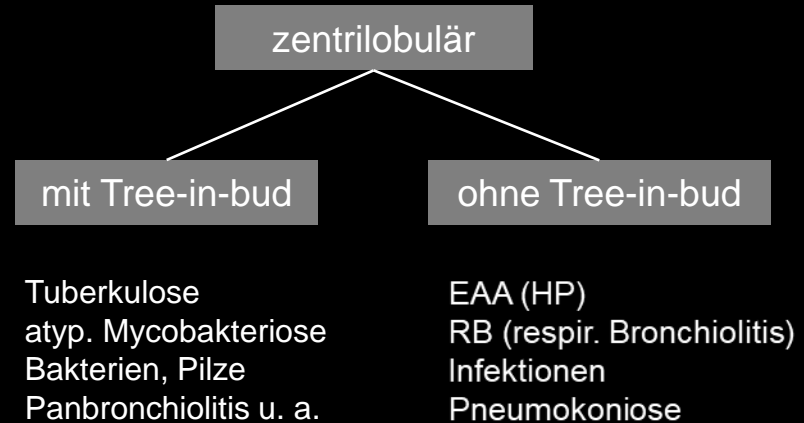 zentrilobulär
mit Tree-in-bud
ohne Tree-in-bud
Tuberkulose
atyp. Mycobakteriose
Bakterien, Pilze
Panbronchiolitis u. a.
EAA (HP)
RB (respir. Bronchiolitis)
Infektionen
Pneumokoniose